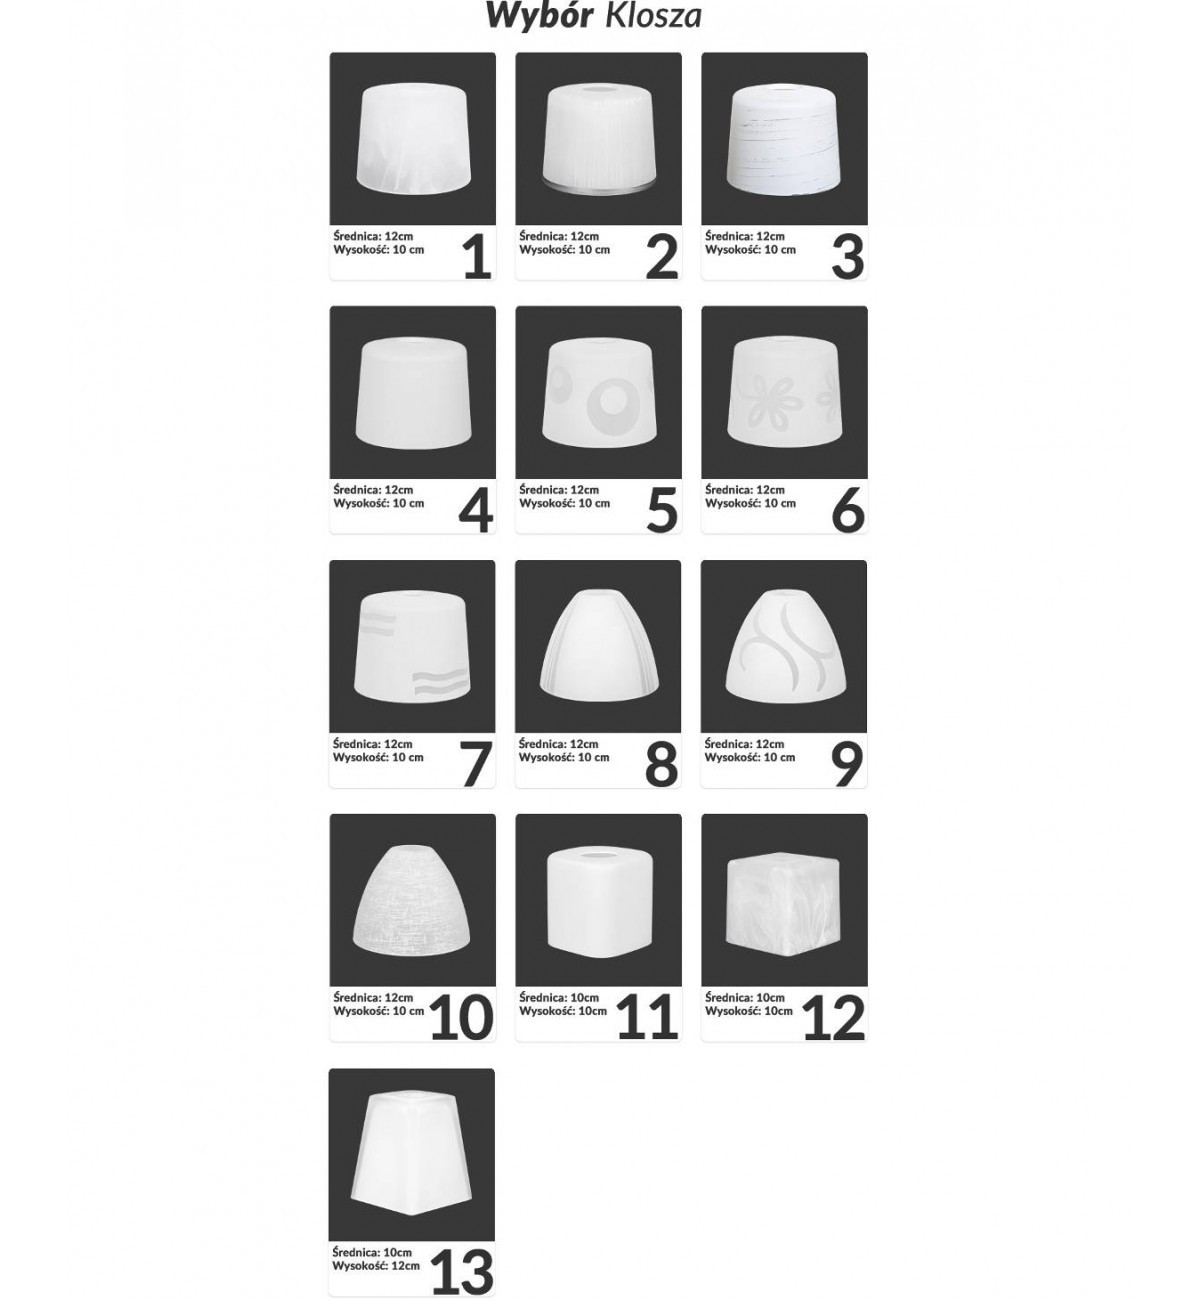 Wybór Klosza
Średnica: 12cm
Wysokość: 10 cm
1
Średnica: 12cm
Wysokość: 10 cm
2
Średnica: 12cm
Wysokość: 10 cm
3
Średnica: 12cm
Wysokość: 10 cm
4
Średnica: 12cm
Wysokość: 10 cm
5
Średnica: 12cm
Wysokość: 10 cm
6
Średnica: 12cm
Wysokość: 10 cm
7
Średnica: 12cm
Wysokość: 10 cm
8
Średnica: 12cm
Wysokość: 10 cm
9
Średnica: 12cm
Wysokość: 10 cm
10
Średnica: 10cm
Wysokość: 10cm
11
Średnica: 10cm
Wysokość: 10cm
12
Średnica: 10cm
Wysokość: 12cm
13